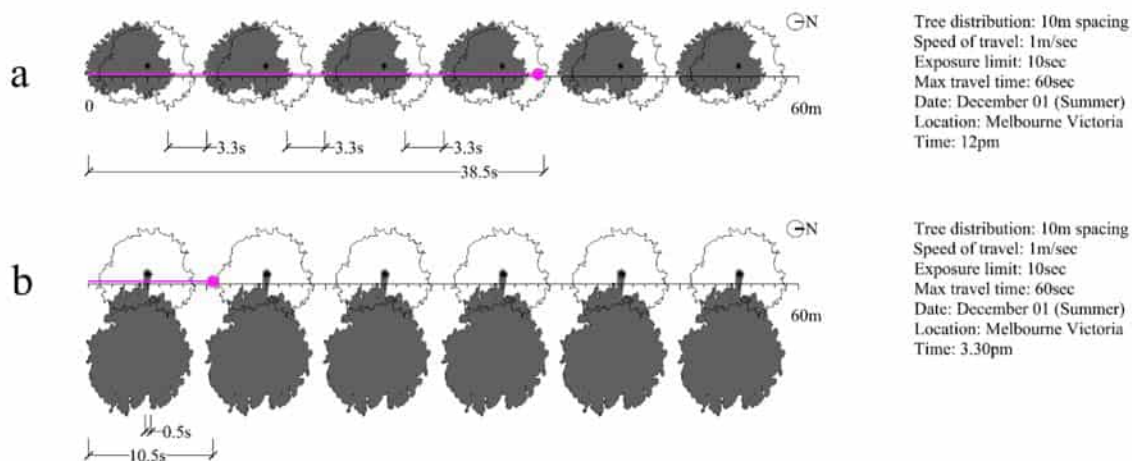 a
N
0
60m
3.3s
3.3s
3.3s
38.5s
Tree distribution: 10m spacing
Speed of travel: 1m/sec
Exposure limit: 10sec
Max travel time: 60sec
Date: December 01 (Summer)
Location: Melbourne Victoria
Time: 12pm
b
N
60m
0.5s
10.5s
Tree distribution: 10m spacing
Speed of travel: 1m/sec
Exposure limit: 10sec
Max travel time: 60sec
Date: December 01 (Summer)
Location: Melbourne Victoria
Time: 3.30pm